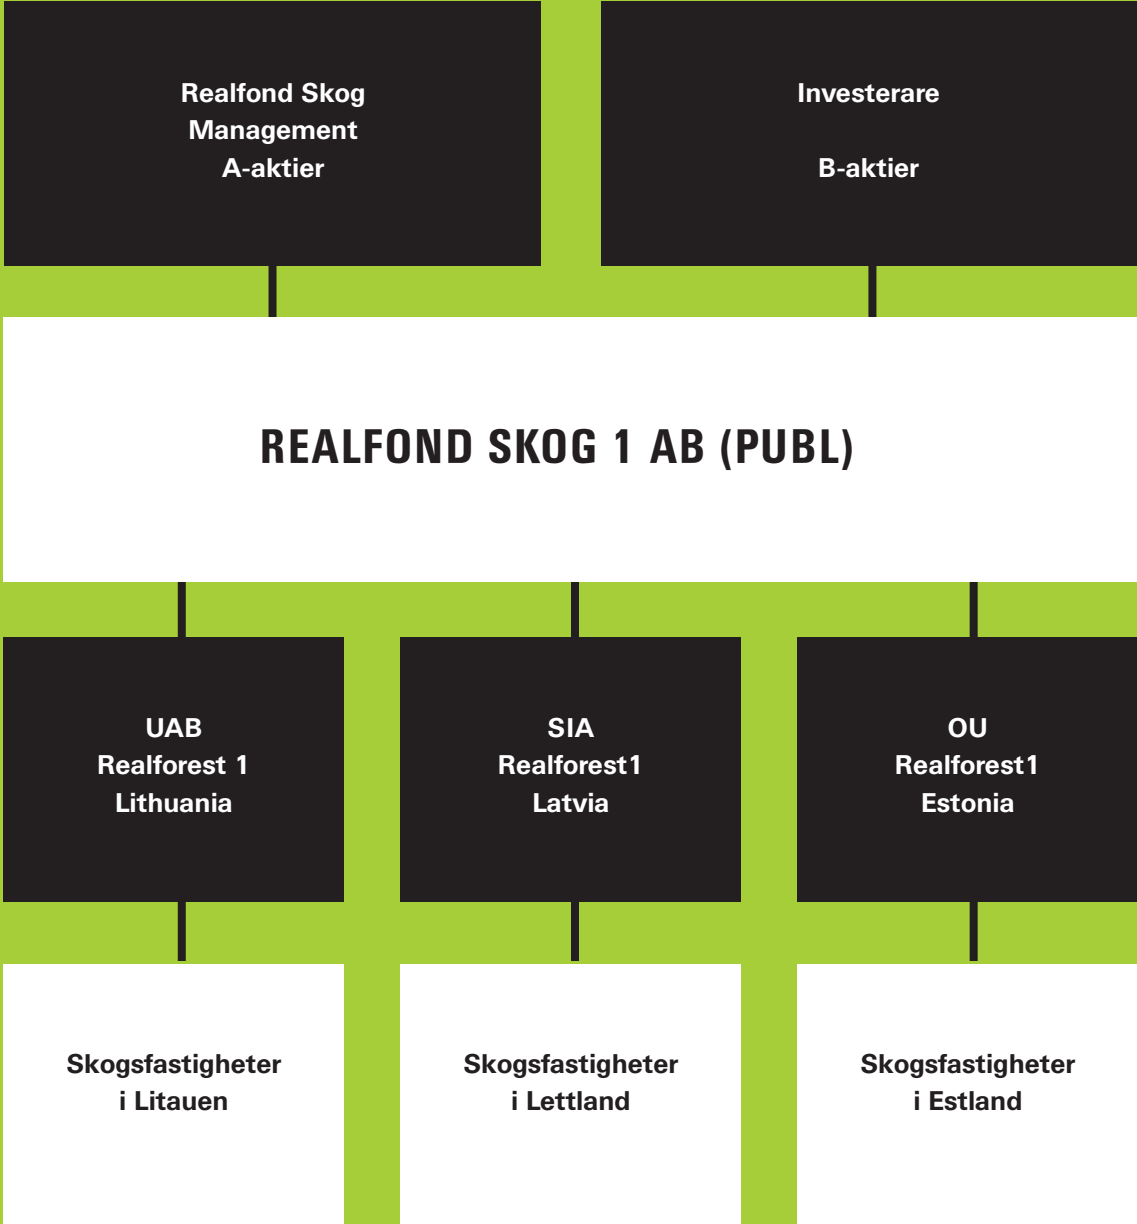 Realfond Skog
Management
A-aktier
Investerare
B-aktier
REALFOND SKOG 1 AB (PUBL)
UAB
Realforest 1
Lithuania
SIA
Realforest1
Latvia
OU
Realforest1
Estonia
Skogsfastigheter
i Litauen
Skogsfastigheter
i Lettland
Skogsfastigheter
i Estland